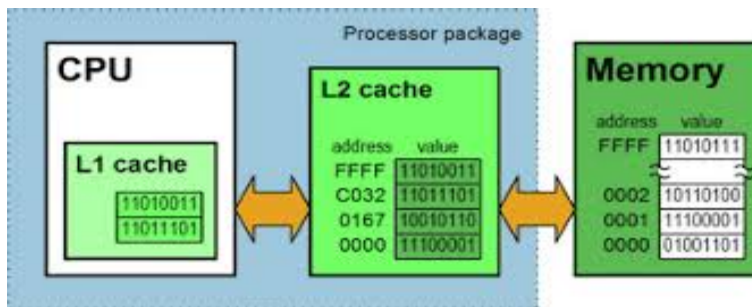 Processor package
CPU
L1 cache
11010011
11011101
L2 cache
address value
FFFF 11010011
C032 11011101
0167 10010110
0000 11100001
Memory
address value
FFFF 11010111
0002 10110100
0001 11100001
0000 01001101